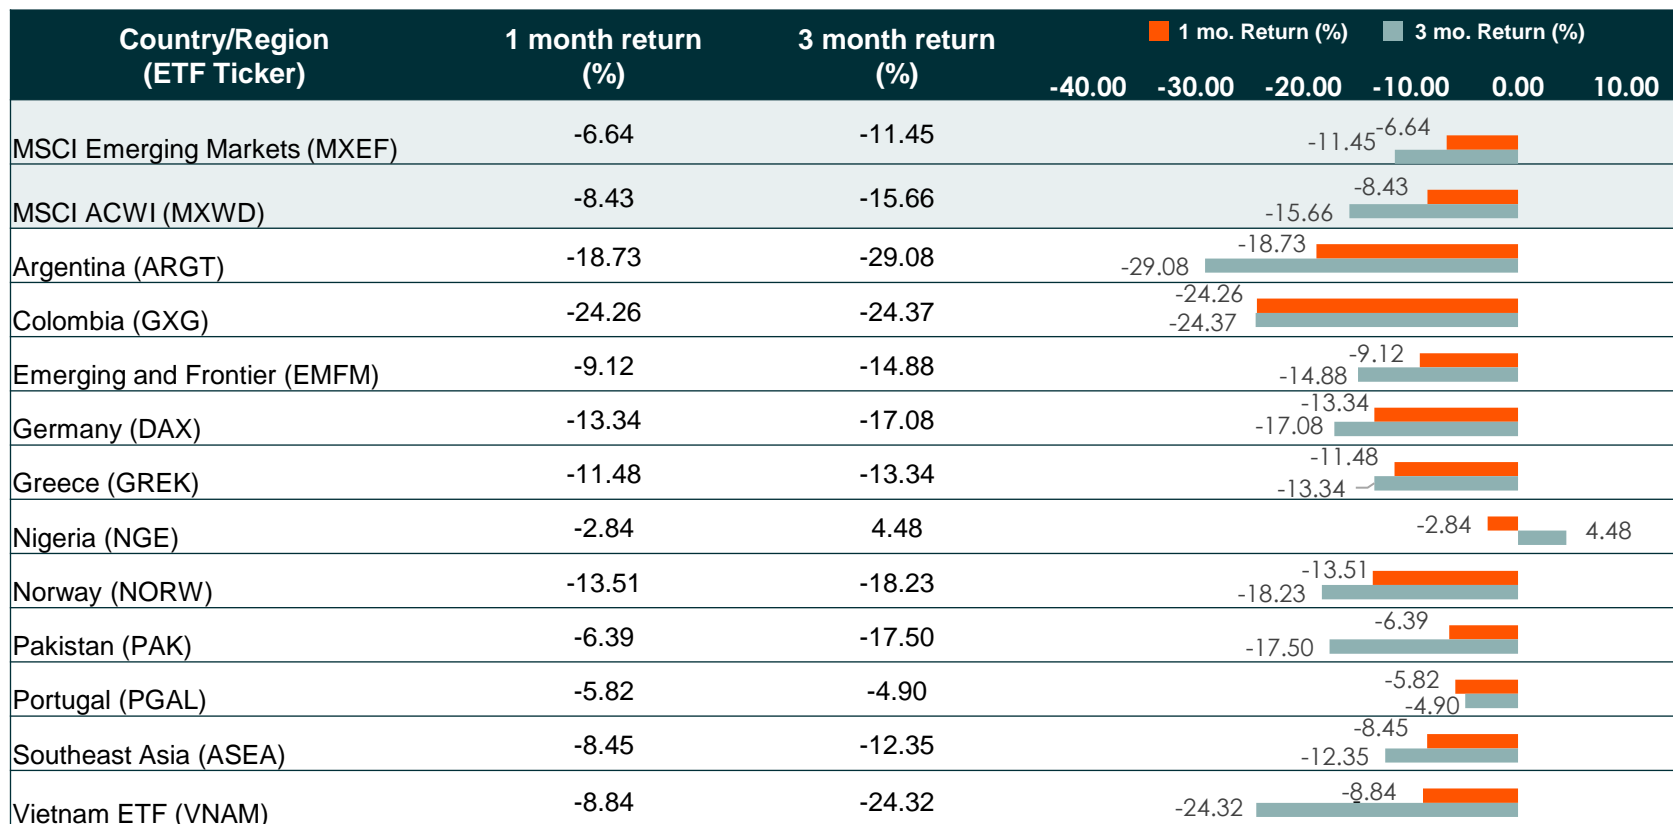 Country/Region
(ETF Ticker)
1 month return
(%)
3 month return
(%)
1 mo. Return (%) 3 mo. Return (%)
-40.00 -30.00 -20.00 -10.00 0.00 10.00
MSCI Emerging Markets (MXEF) -6.64 -11.45 -6.64
-11.45
MSCI ACWI (MXWD) -8.43 -15.66 -8.43
-15.66
Argentina (ARGT) -18.73 -29.08 -18.73
-29.08
Colombia (GXG) -24.26 -24.37 -24.26
-24.37
Emerging and Frontier (EMFM) -9.12 -14.88 -9.12
-14.88
Germany (DAX) -13.34 -17.08 -13.34
-17.08
Greece (GREK) -11.48 -13.34 -11.48
-13.34
Nigeria (NGE) -2.84 4.48 -2.84 4.48
Norway (NORW) -13.51 -18.23 -13.51
-18.23
Pakistan (PAK) -6.39 -17.50 -6.39
-17.50
Portugal (PGAL) -5.82 -4.90 -5.82
-4.90
Southeast Asia (ASEA) -8.45 -12.35 -8.45
-12.35
Vietnam ETF (VNAM) -8.84 -24.32 -8.84
-24.32